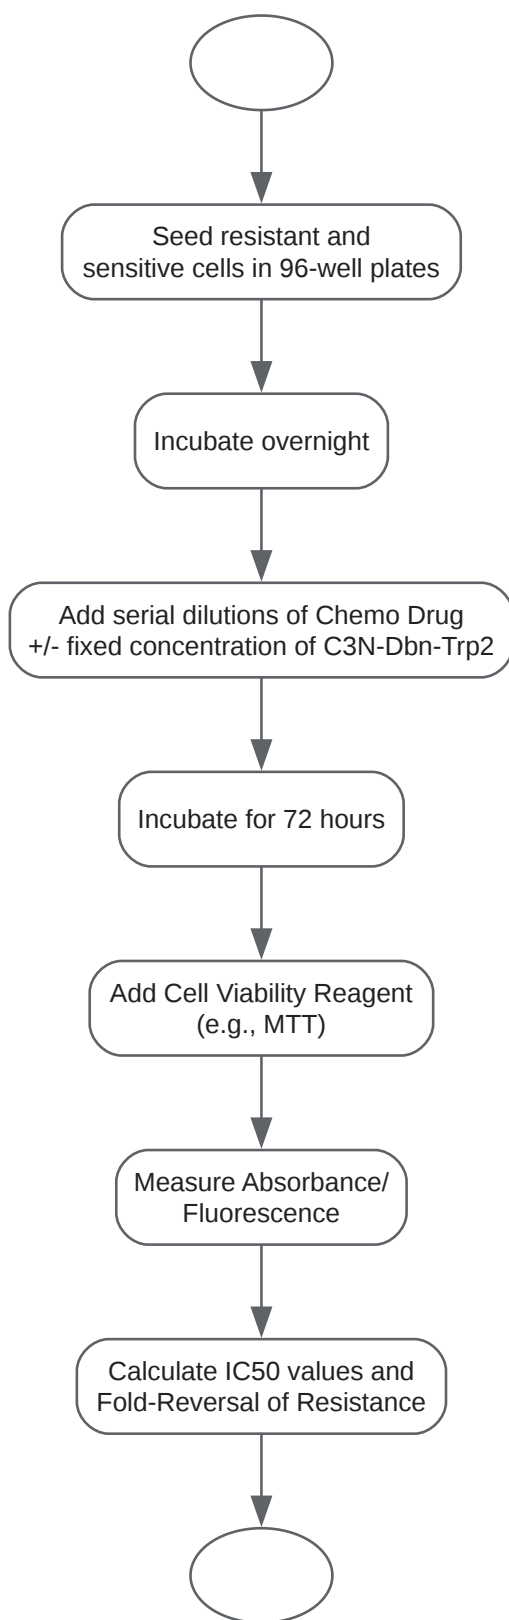 Seed resistant and
sensitive cells in 96-well plates
Incubate overnight
Add serial dilutions of Chemo Drug
+/- fixed concentration of C3N-Dbn-Trp2
Incubate for 72 hours
Add Cell Viability Reagent
(e.g., MTT)
Measure Absorbance/
Fluorescence
Calculate IC50 values and
Fold-Reversal of Resistance